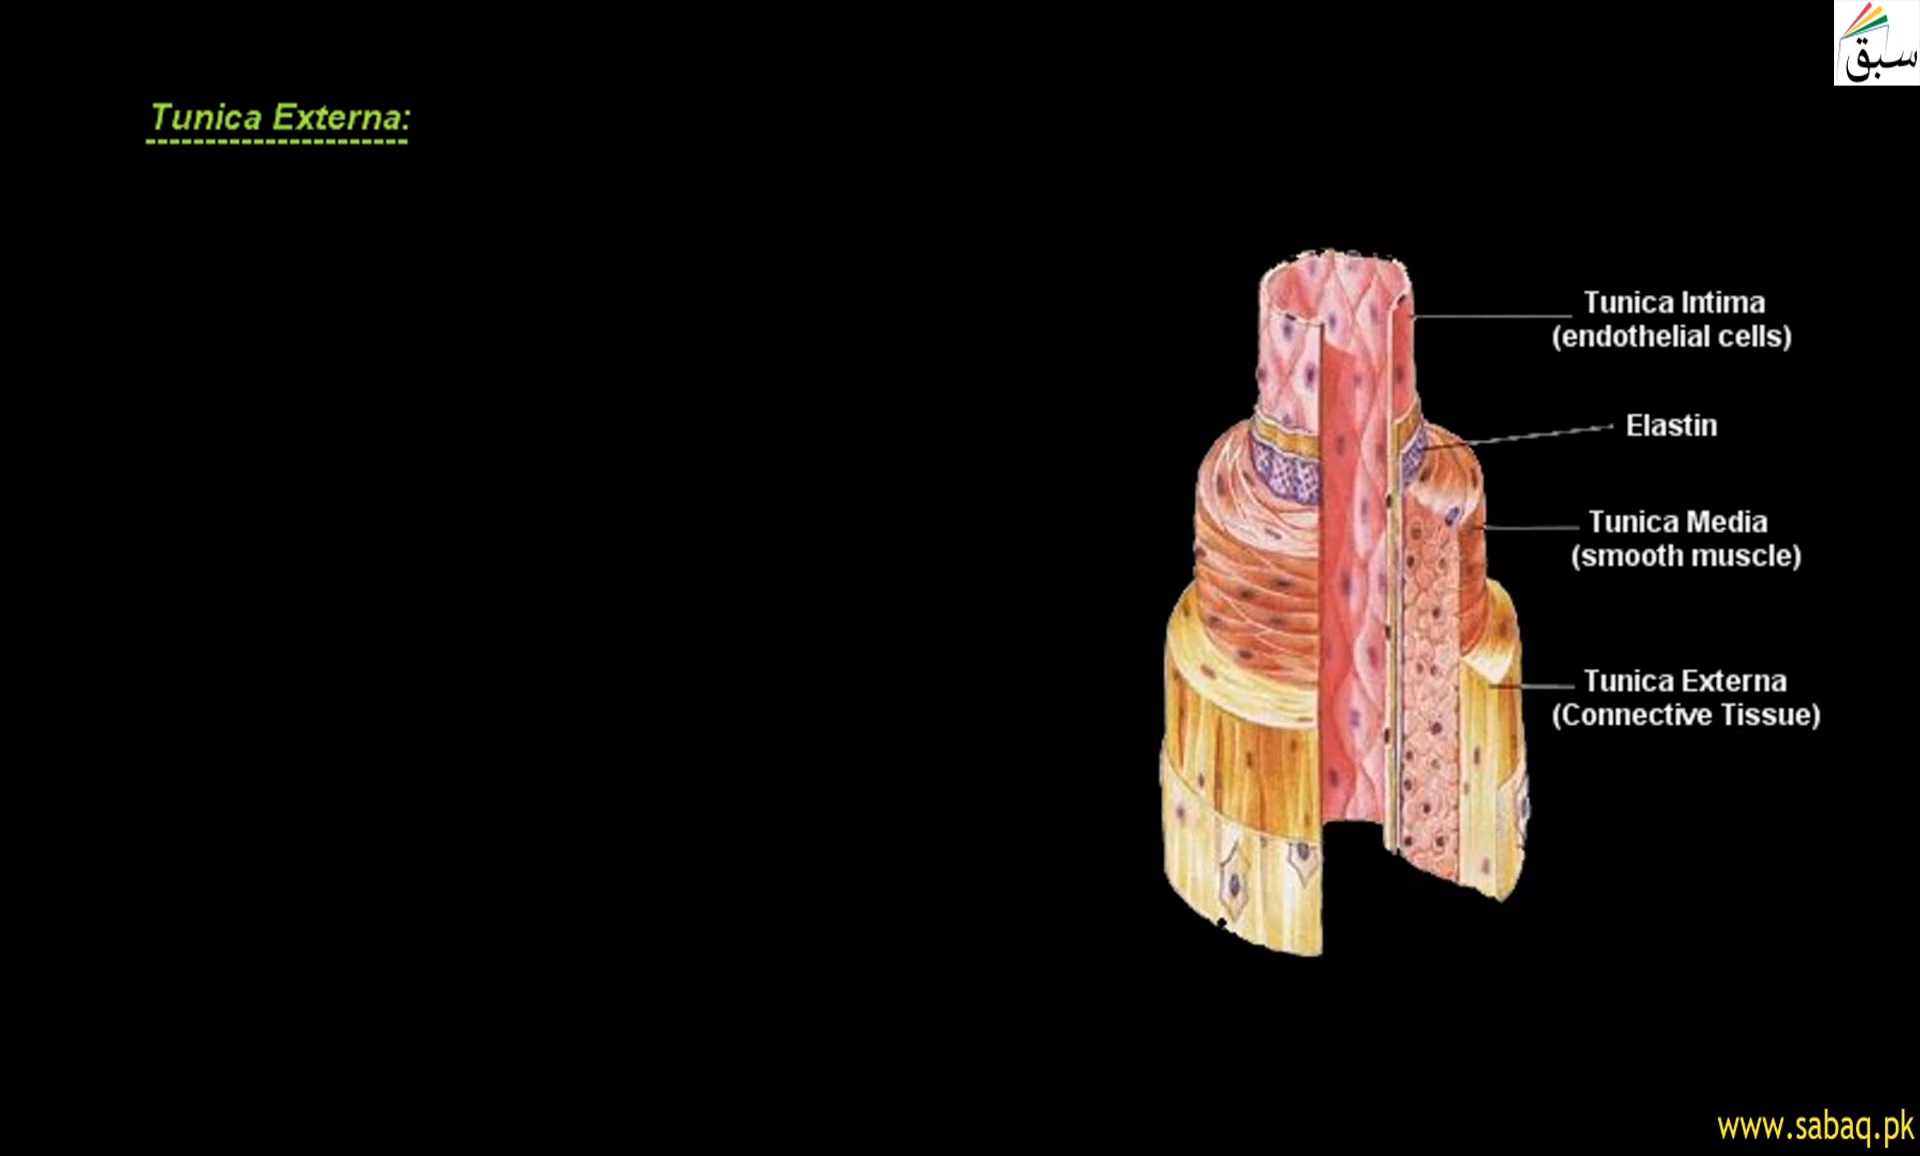 سبق
Tunica Externa:
Tunica Intima
(endothelial cells)
Elastin
Tunica Media
(smooth muscle)
Tunica Externa
(Connective Tissue)
www.sabaq.pk